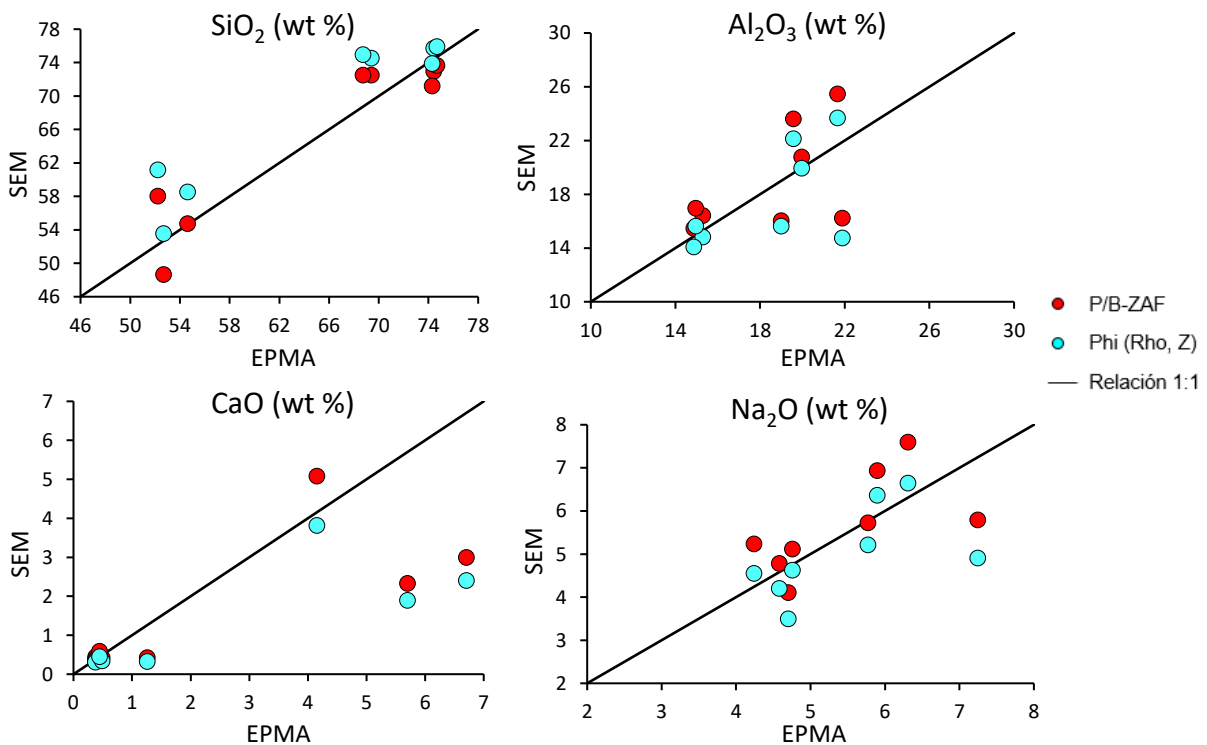 SiO₂ (wt %)
78
74
70
66
62
58
54
50
46
SEM
46 50 54 58 62 66 70 74 78
EPMA
Al₂O₃ (wt %)
30
26
22
18
14
10
SEM
10 14 18 22 26 30
EPMA
P/B-ZAF
Phi (Rho, Z)
Relación 1:1
CaO (wt %)
7
6
5
4
3
2
1
0
SEM
0 1 2 3 4 5 6 7
EPMA
Na₂O (wt %)
8
7
6
5
4
3
2
SEM
2 3 4 5 6 7 8
EPMA